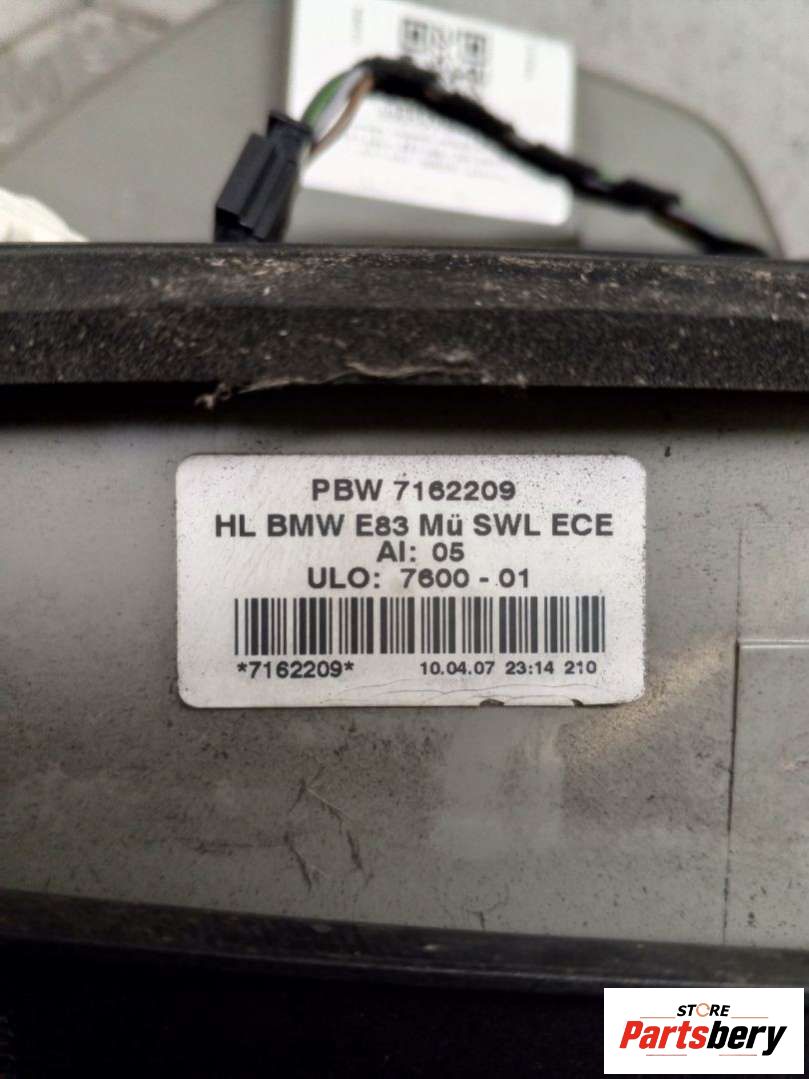 PBW 7162209
HL BMW E83 Mü SWL ECE
AI: 05
ULO: 7600 - 01
*7162209* 10.04.07 23:14 210
STORE
Partsbery